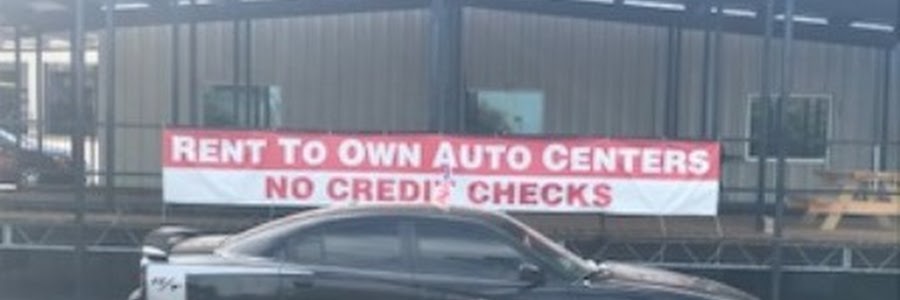 RENT TO OWN AUTO CENTERS
NO CREDIT CHECKS